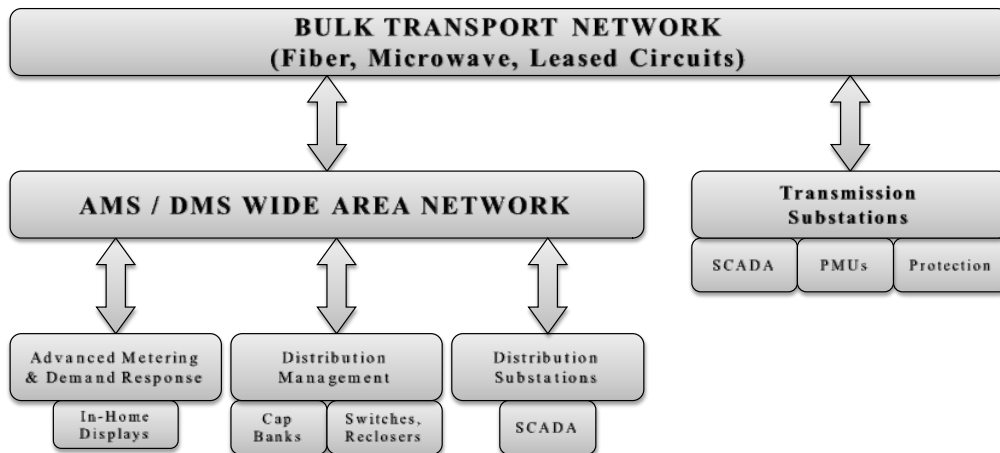 BULK TRANSPORT NETWORK
(Fiber, Microwave, Leased Circuits)
AMS / DMS WIDE AREA NETWORK
Transmission
Substations
SCADA
PMUs
Protection
Advanced Metering
& Demand Response
In-Home
Displays
Distribution
Management
Cap
Banks
Switches,
Reclosers
Distribution
Substations
SCADA